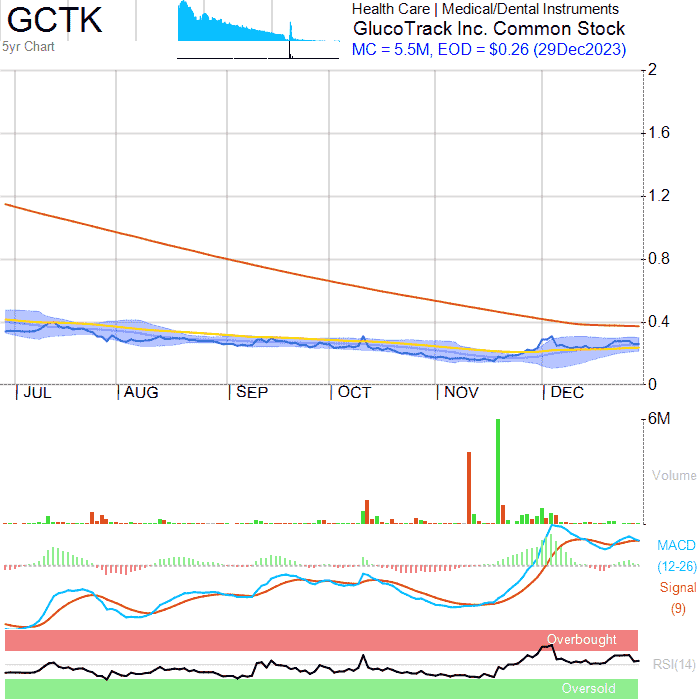 GCTK
5yr Chart
Health Care | Medical/Dental Instruments
GlucoTrack Inc. Common Stock
MC = 5.5M, EOD = $0.26 (29Dec2023)
2
1.6
1.2
0.8
0.4
0
JUL AUG SEP OCT NOV DEC
6M
Volume
MACD
(12-26)
Signal
(9)
Overbought
RSI(14)
Oversold